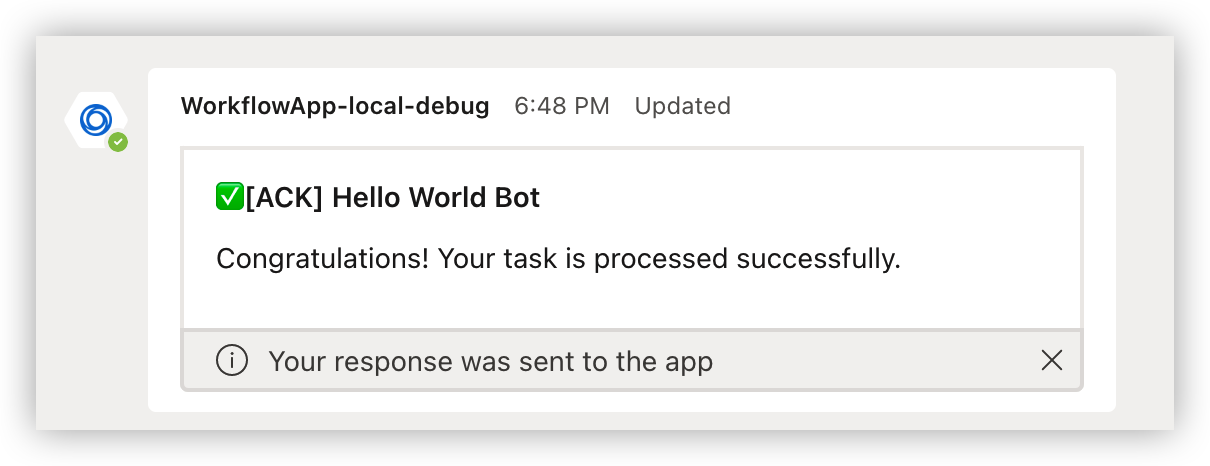 WorkflowApp-local-debug 6:48 PM Updated
✅[ACK] Hello World Bot
Congratulations! Your task is processed successfully.
Your response was sent to the app